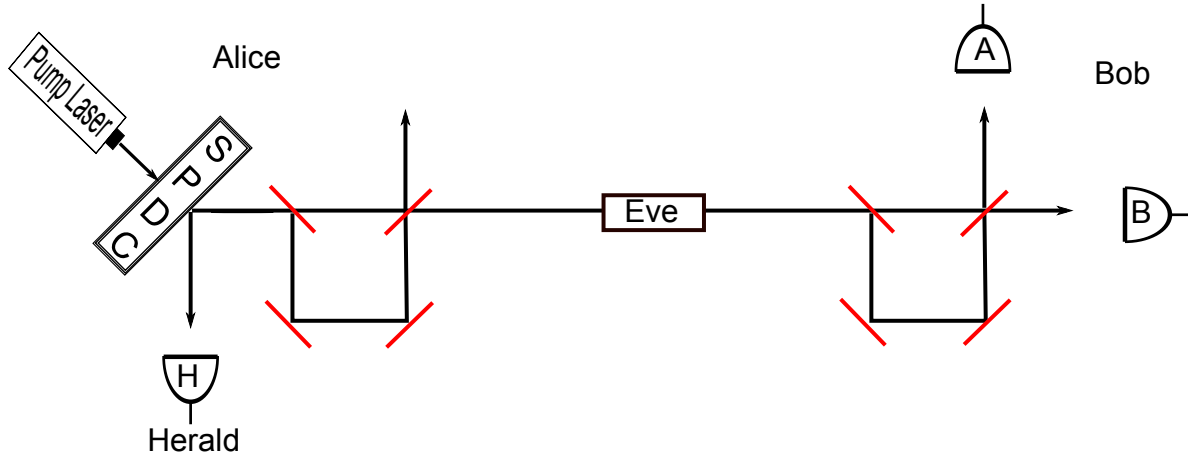 Alice
Pump Laser
SPDC
H
Herald
Eve
A
Bob
B